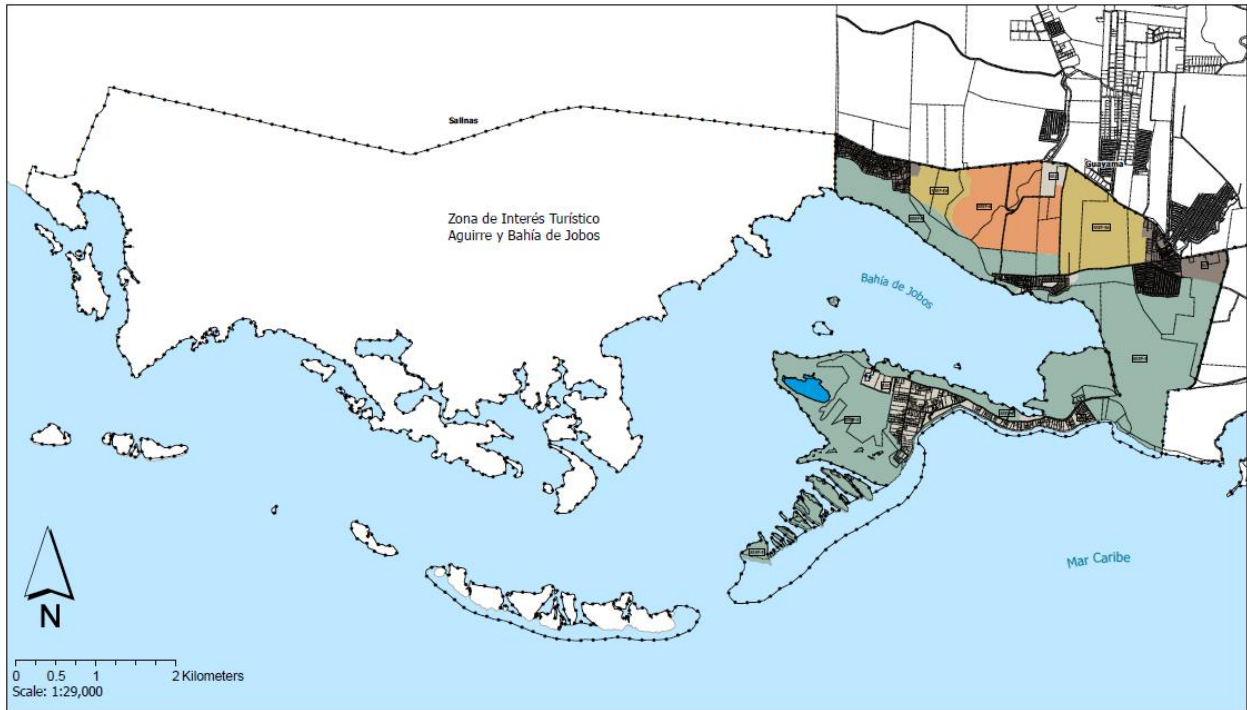 Salinas
Guayama
Zona de Interés Turístico
Aguirre y Bahía de Jobos
Bahía de Jobos
Mar Caribe
N
0 0.5 1 2 Kilometers
Scale: 1:29,000